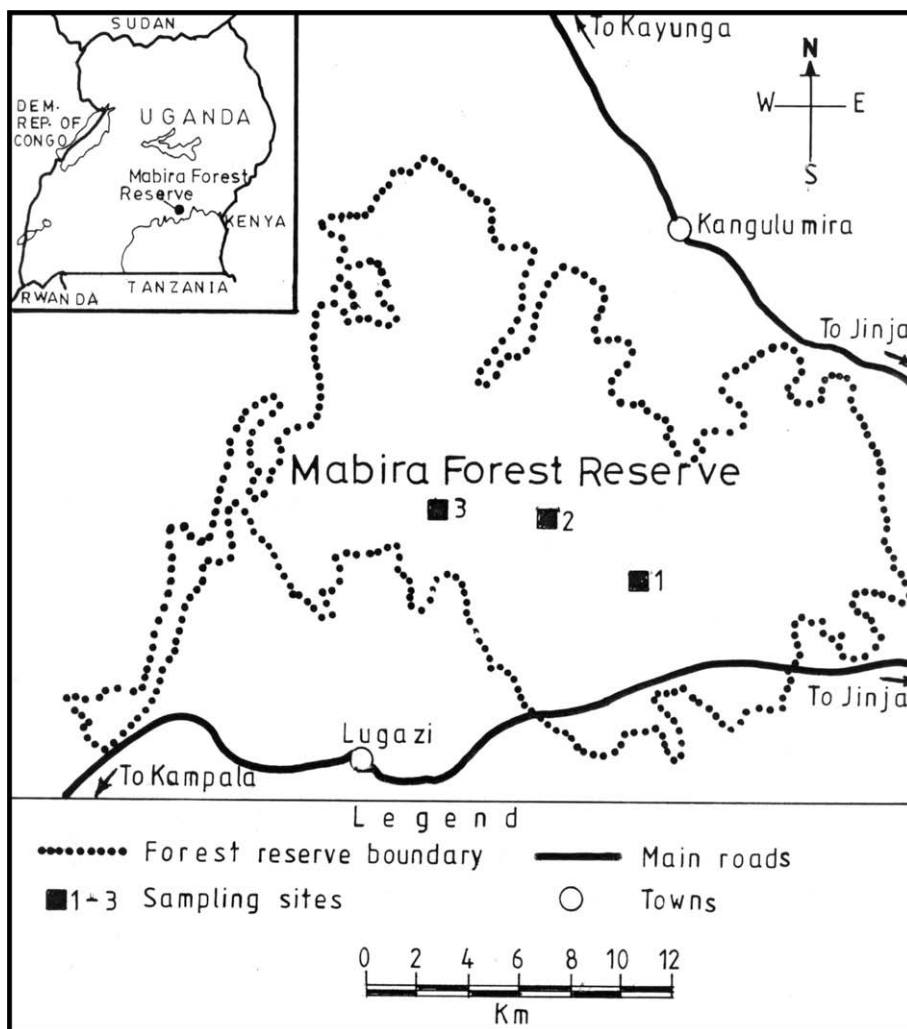 SUDAN
DEM.
REP. OF
CONGO
UGANDA
Mabira Forest
Reserve
KENYA
RWANDA
TANZANIA
To Kayunga
N
W E
S
Kangulumira
To Jinja
Mabira Forest Reserve
3
2
1
To Jinja
Lugazi
To Kampala
Legend
Forest reserve boundary
Main roads
1-3 Sampling sites
Towns
0 2 4 6 8 10 12
Km